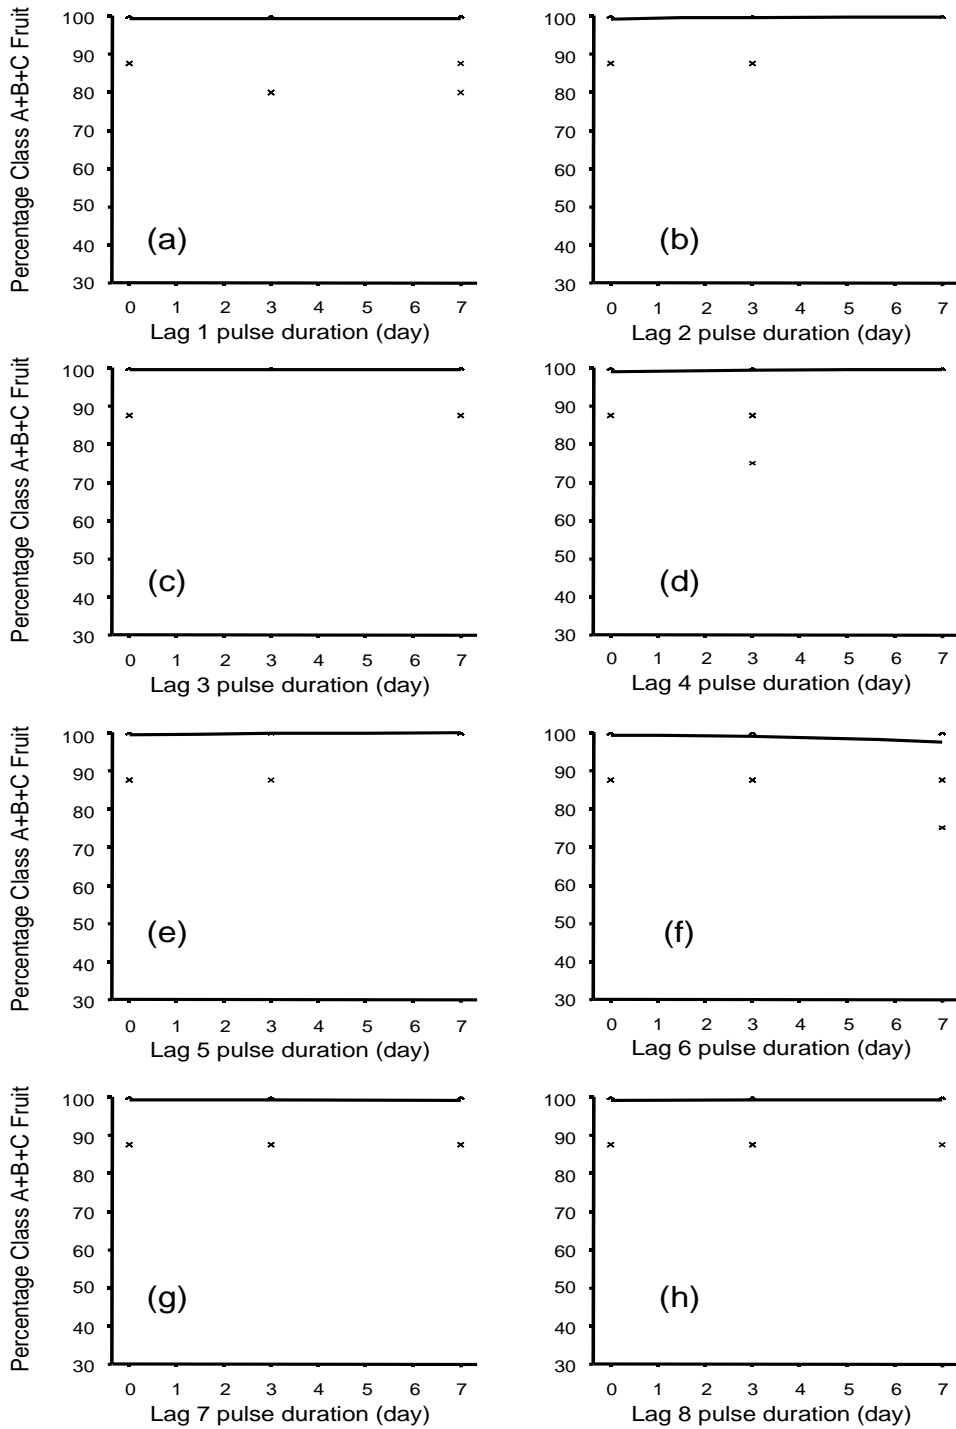 Percentage Class A+B+C Fruit
100
90
80
70
60
50
40
30
(a)
0 1 2 3 4 5 6 7
Lag 1 pulse duration (day)
100
90
80
70
60
50
40
30
(b)
0 1 2 3 4 5 6 7
Lag 2 pulse duration (day)
Percentage Class A+B+C Fruit
100
90
80
70
60
50
40
30
(c)
0 1 2 3 4 5 6 7
Lag 3 pulse duration (day)
100
90
80
70
60
50
40
30
(d)
0 1 2 3 4 5 6 7
Lag 4 pulse duration (day)
Percentage Class A+B+C Fruit
100
90
80
70
60
50
40
30
(e)
0 1 2 3 4 5 6 7
Lag 5 pulse duration (day)
100
90
80
70
60
50
40
30
(f)
0 1 2 3 4 5 6 7
Lag 6 pulse duration (day)
Percentage Class A+B+C Fruit
100
90
80
70
60
50
40
30
(g)
0 1 2 3 4 5 6 7
Lag 7 pulse duration (day)
100
90
80
70
60
50
40
30
(h)
0 1 2 3 4 5 6 7
Lag 8 pulse duration (day)